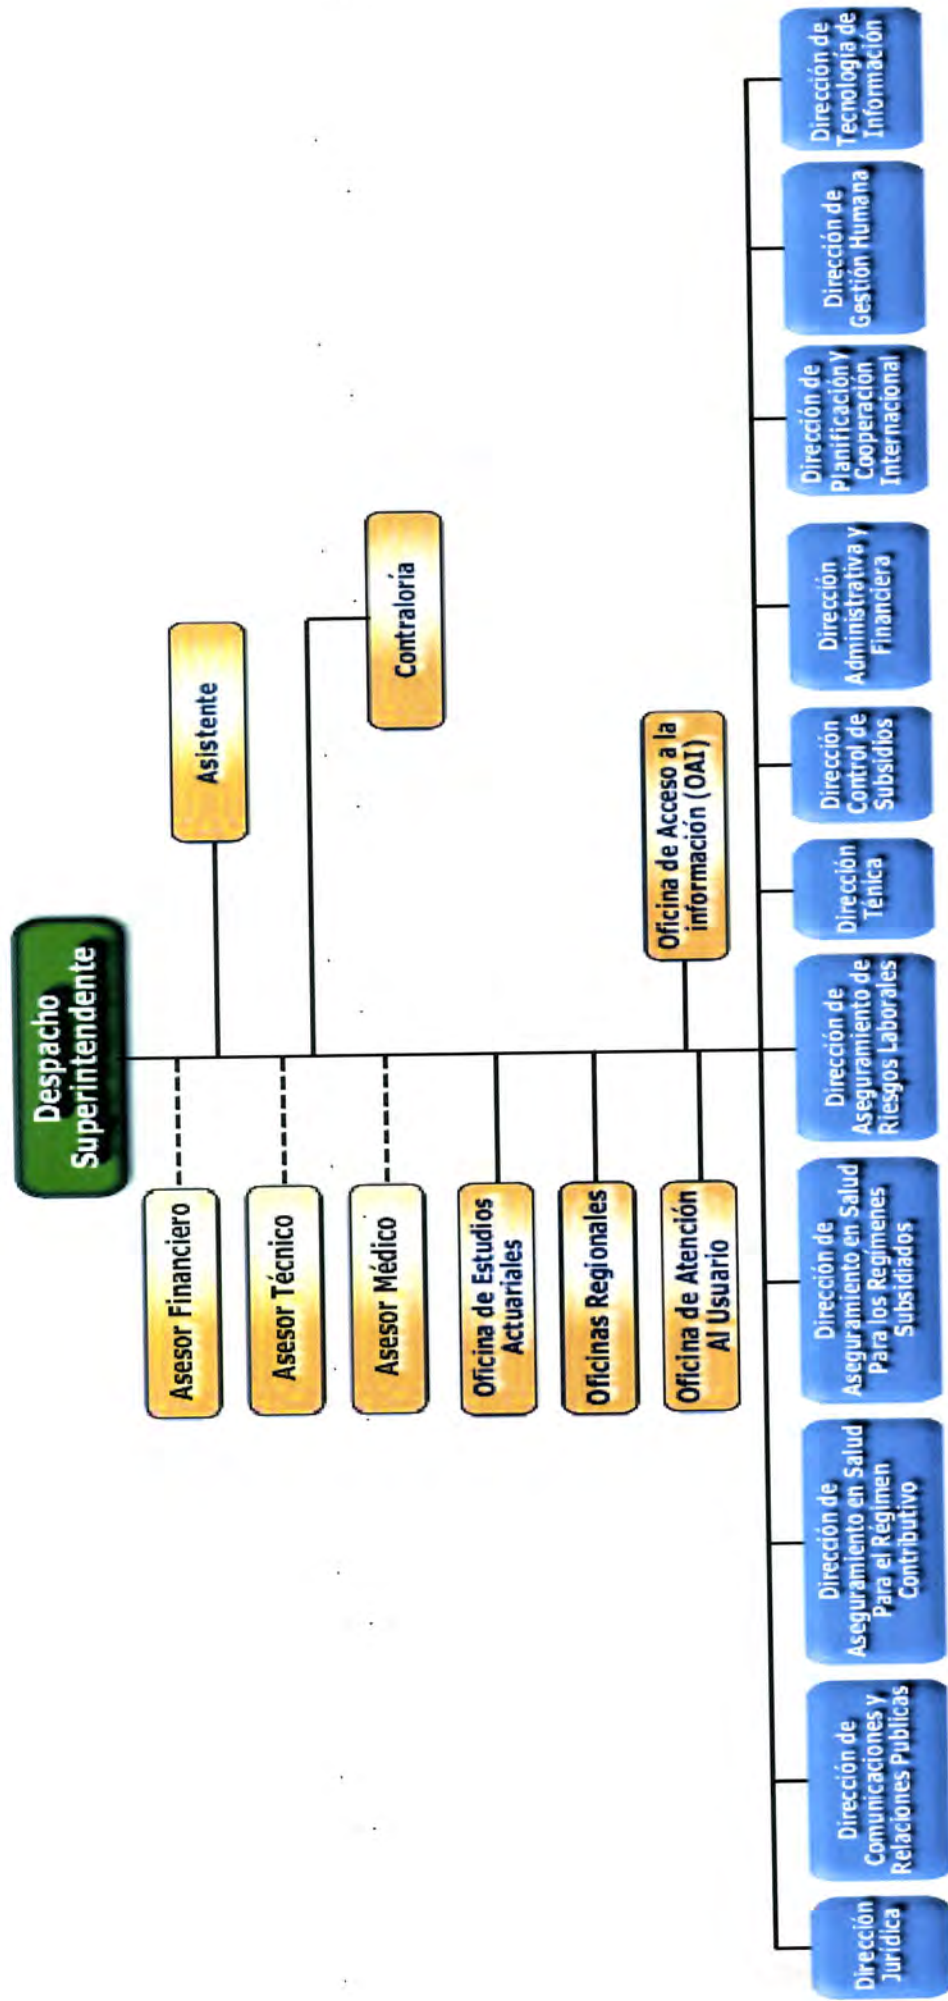 Despacho
Superintendente
Asistente
Asesor Financiero
Asesor Técnico
Contraloría
Asesor Médico
Oficina de Estudios
Actuariales
Oficinas Regionales
Oficina de Acceso a la
información (OAI)
Oficina de Atención
Al Usuario
Dirección
Jurídica
Dirección de
Comunicaciones y
Relaciones Publicas
Dirección de
Aseguramiento en Salud
Para el Régimen
Contributivo
Dirección de
Aseguramiento en Salud
Para los Regímenes
Subsidiados
Dirección de
Aseguramiento de
Riesgos Laborales
Dirección
Ténica
Dirección
Control de
Subsidios
Dirección
Administrativa y
Financiera
Dirección de
Planificación y
Cooperación
Internacional
Dirección de
Gestión Humana
Dirección de
Tecnología de
Información